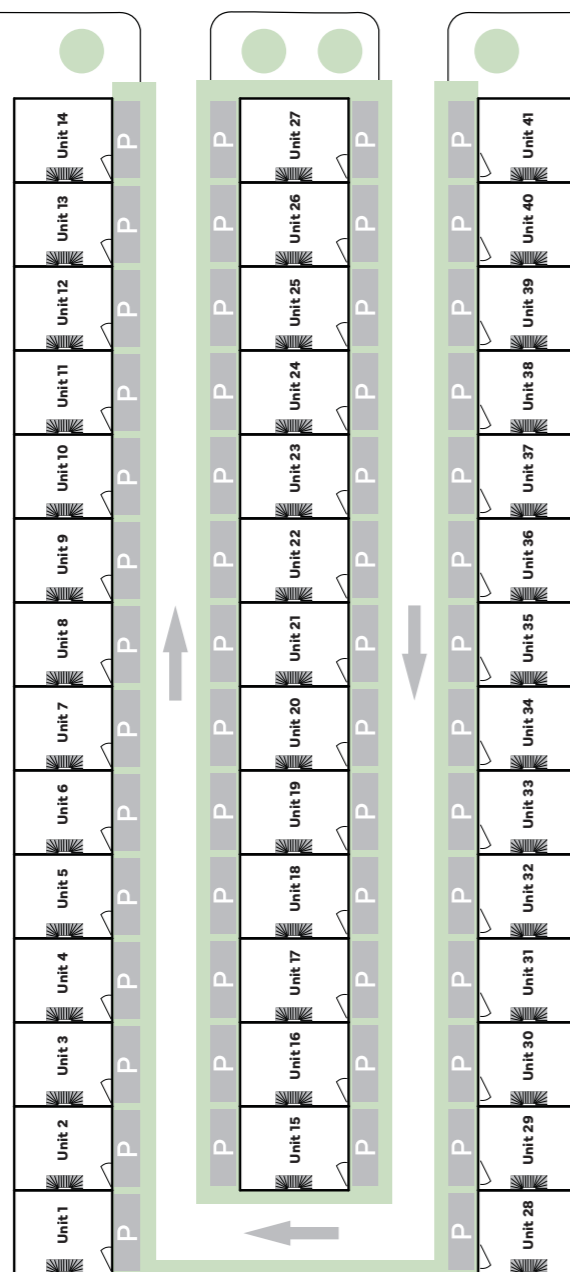 Unit 14
P
P
Unit 27
P
P
Unit 41
Unit 13
P
P
Unit 26
P
P
Unit 40
Unit 12
P
P
Unit 25
P
P
Unit 39
Unit 11
P
P
Unit 24
P
P
Unit 38
Unit 10
P
P
Unit 23
P
P
Unit 37
Unit 9
P
P
Unit 22
P
P
Unit 36
Unit 8
P
P
Unit 21
P
P
Unit 35
Unit 7
P
P
Unit 20
P
P
Unit 34
Unit 6
P
P
Unit 19
P
P
Unit 33
Unit 5
P
P
Unit 18
P
P
Unit 32
Unit 4
P
P
Unit 17
P
P
Unit 31
Unit 3
P
P
Unit 16
P
P
Unit 30
Unit 2
P
P
Unit 15
P
P
Unit 29
Unit 1
P
P
Unit 28